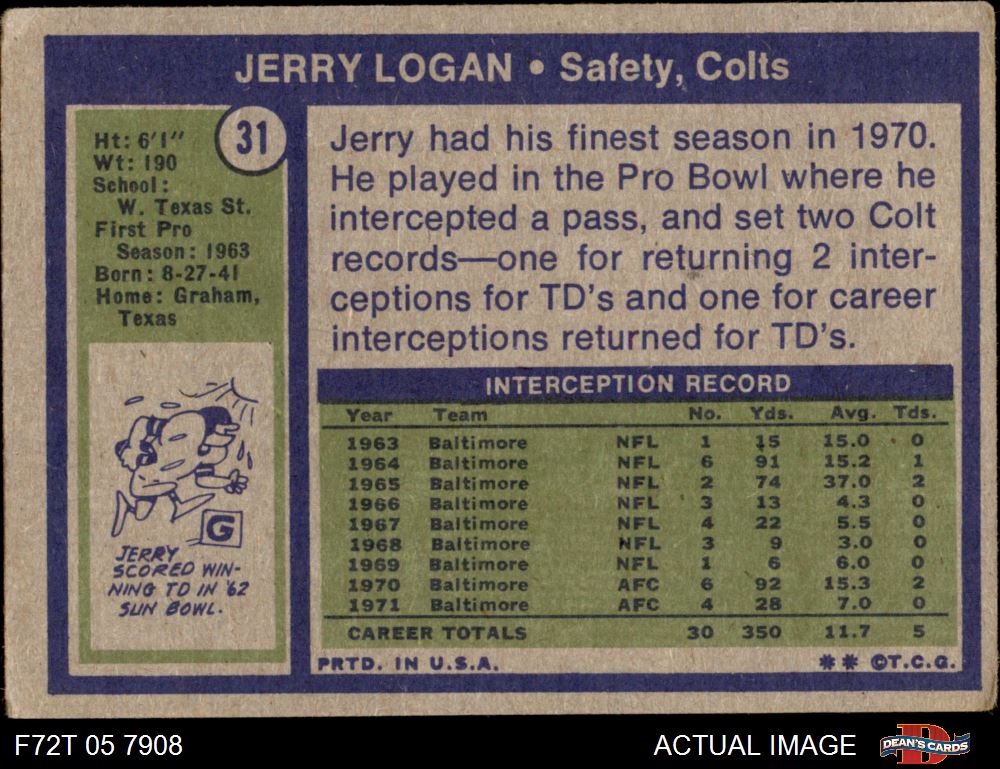 JERRY LOGAN • Safety, Colts
31
Ht: 6'1"
Wt: 190
School:
W. Texas St.
First Pro
Season: 1963
Born: 8-27-41
Home: Graham,
Texas
Jerry had his finest season in 1970.
He played in the Pro Bowl where he
intercepted a pass, and set two Colt
records—one for returning 2 inter-
ceptions for TD's and one for career
interceptions returned for TD's.
G
JERRY
SCORED WIN-
NING TD IN '62
SUN BOWL.
INTERCEPTION RECORD
Year Team No. Yds. Avg. Tds.
1963 Baltimore NFL 1 15 15.0 0
1964 Baltimore NFL 6 91 15.2 1
1965 Baltimore NFL 2 74 37.0 2
1966 Baltimore NFL 3 13 4.3 0
1967 Baltimore NFL 4 22 5.5 0
1968 Baltimore NFL 3 9 3.0 0
1969 Baltimore NFL 1 6 6.0 0
1970 Baltimore AFC 6 92 15.3 2
1971 Baltimore AFC 4 28 7.0 0
CAREER TOTALS 30 350 11.7 5
PRTD. IN U.S.A. ** ©T.C.G.
F72T 05 7908 ACTUAL IMAGE D DEAN'S CARDS